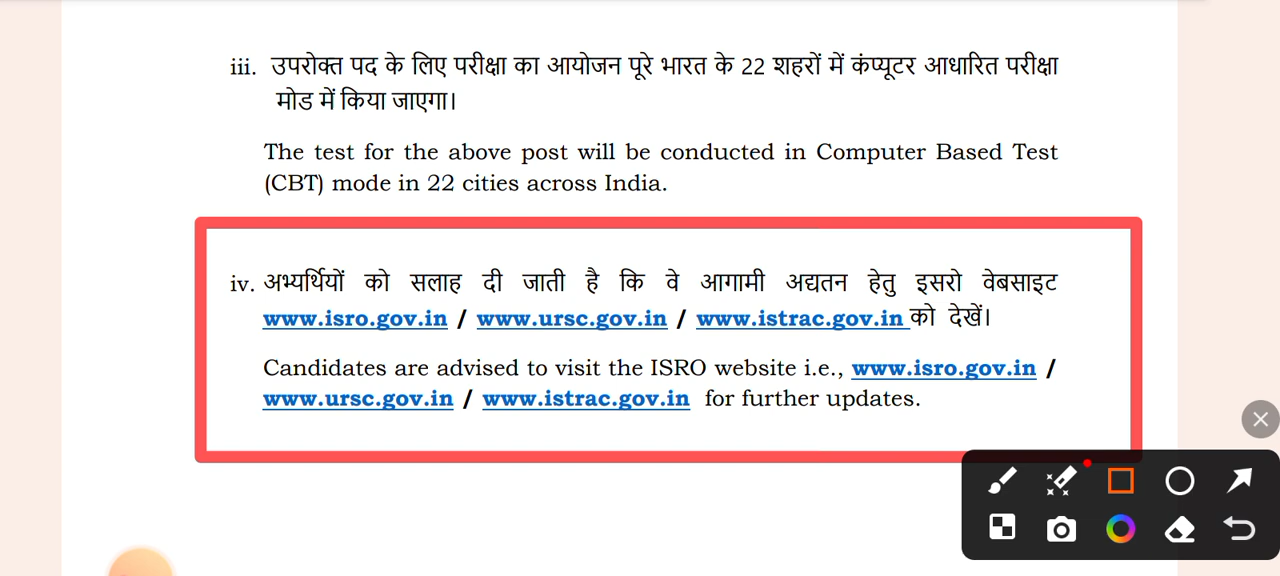 iii. उपरोक्त पद के लिए परीक्षा का आयोजन पूरे भारत के 22 शहरों में कंप्यूटर आधारित परीक्षा
मोड में किया जाएगा।
The test for the above post will be conducted in Computer Based Test
(CBT) mode in 22 cities across India.
iv. अभ्यर्थियों को सलाह दी जाती है कि वे आगामी अद्यतन हेतु इसरो वेबसाइट
www.isro.gov.in / www.ursc.gov.in / www.istrac.gov.in को देखें।
Candidates are advised to visit the ISRO website i.e., www.isro.gov.in /
www.ursc.gov.in / www.istrac.gov.in for further updates.